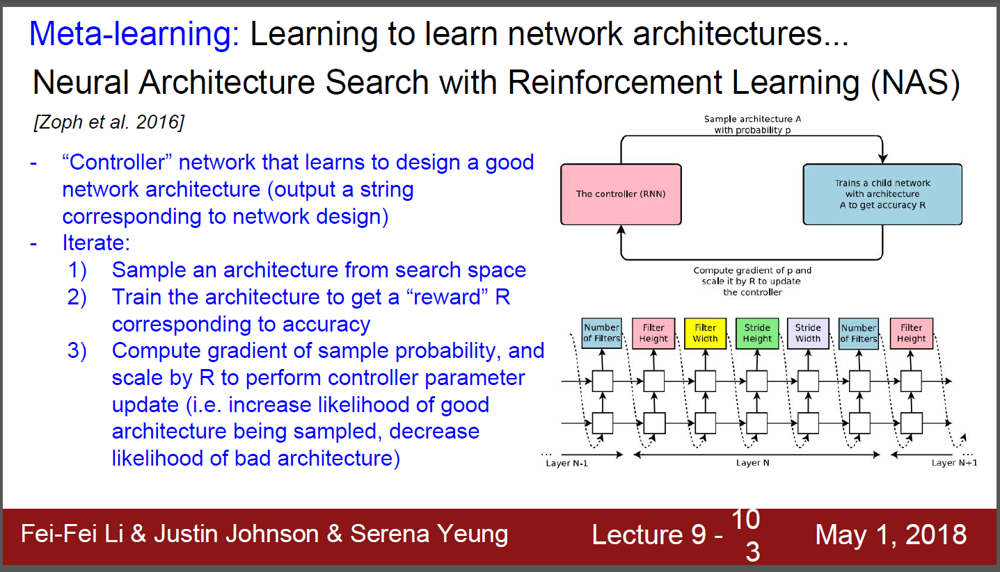 Meta-learning: Learning to learn network architectures...
Neural Architecture Search with Reinforcement Learning (NAS)
[Zoph et al. 2016]
- “Controller” network that learns to design a good
network architecture (output a string
corresponding to network design)
- Iterate:
1) Sample an architecture from search space
2) Train the architecture to get a “reward” R
corresponding to accuracy
3) Compute gradient of sample probability, and
scale by R to perform controller parameter
update (i.e. increase likelihood of good
architecture being sampled, decrease
likelihood of bad architecture)
Sample architecture A
with probability p
The controller (RNN)
Trains a child network
with architecture
A to get accuracy R
Compute gradient of p and
scale it by R to update
the controller
Number
of Filters
Filter
Height
Filter
Width
Stride
Height
Stride
Width
Number
of Filters
Filter
Height
... Layer N-1
Layer N
Layer N+1 ...
Fei-Fei Li & Justin Johnson & Serena Yeung
Lecture 9 - 10
3
May 1, 2018